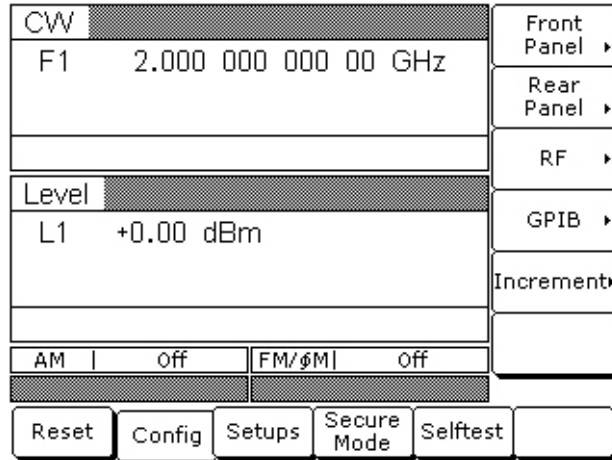 CW
F1 2.000 000 000 00 GHz
Level
L1 +0.00 dBm
AM | Off FM/ϕM| Off
Front
Panel
Rear
Panel
RF
GPIB
Increment
Reset Config Setups Secure Mode Selftest